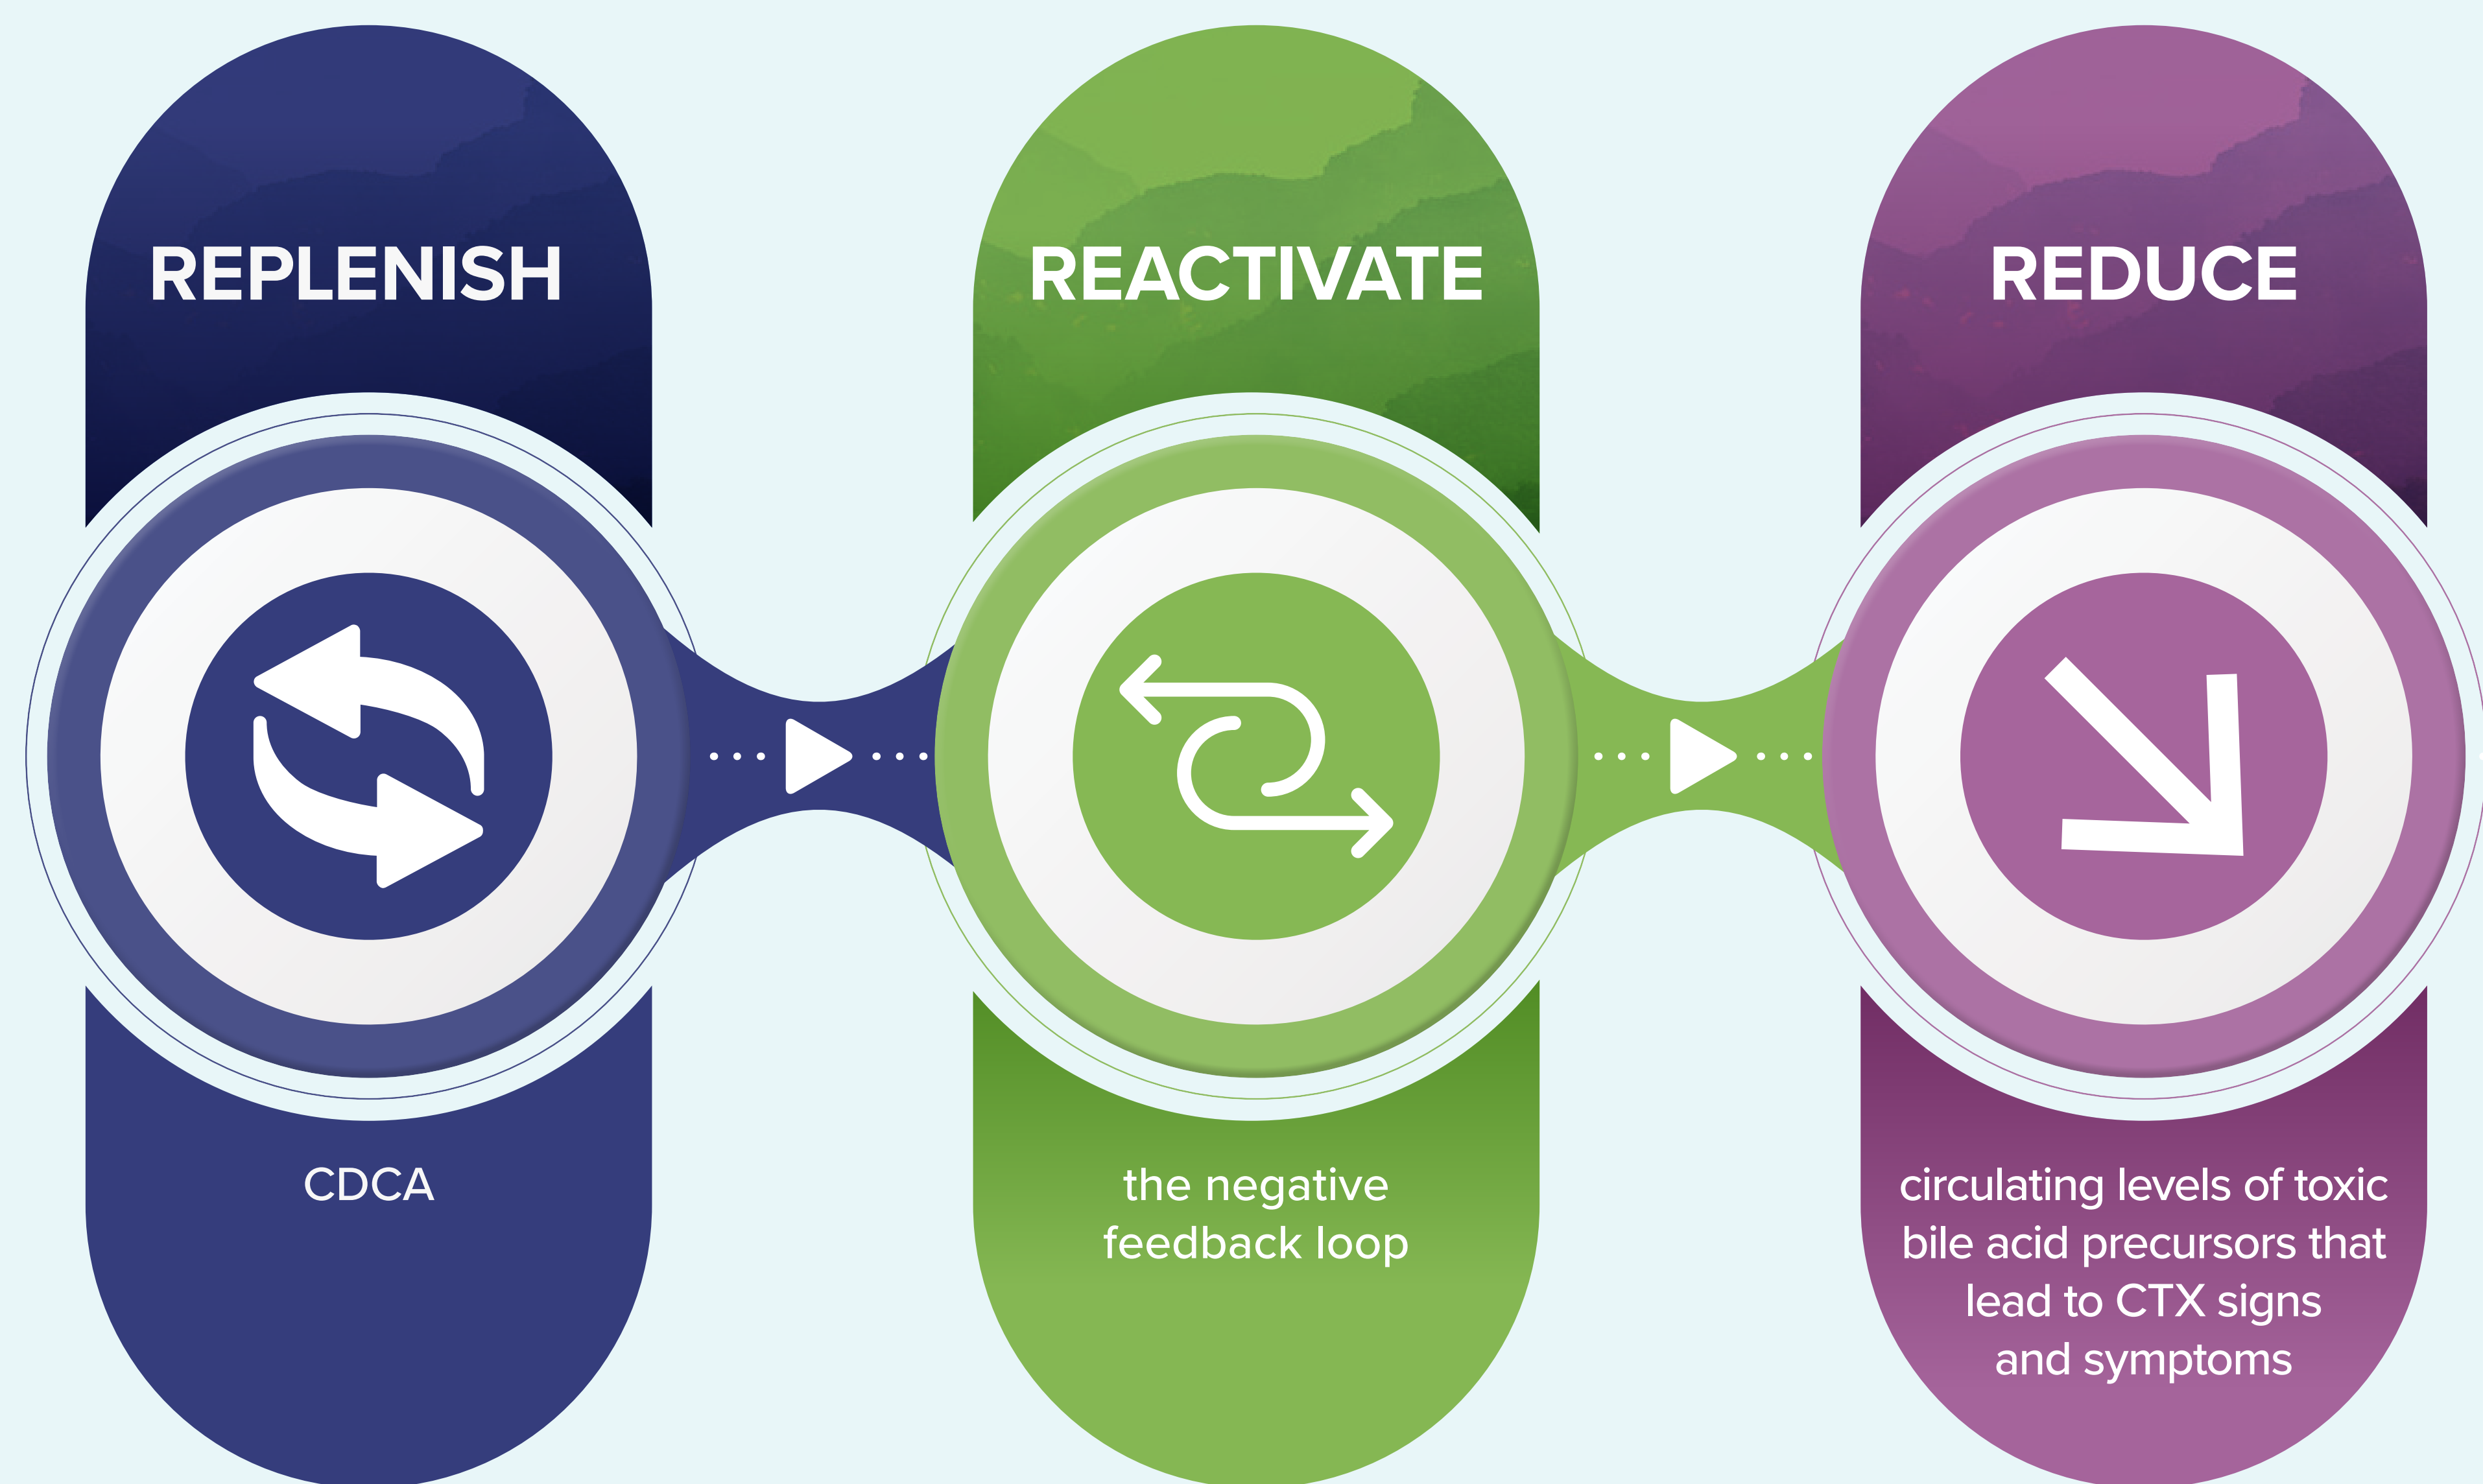 REPLENISH
CDCA
REACTIVATE
the negative
feedback loop
REDUCE
circulating levels of toxic
bile acid precursors that
lead to CTX signs
and symptoms